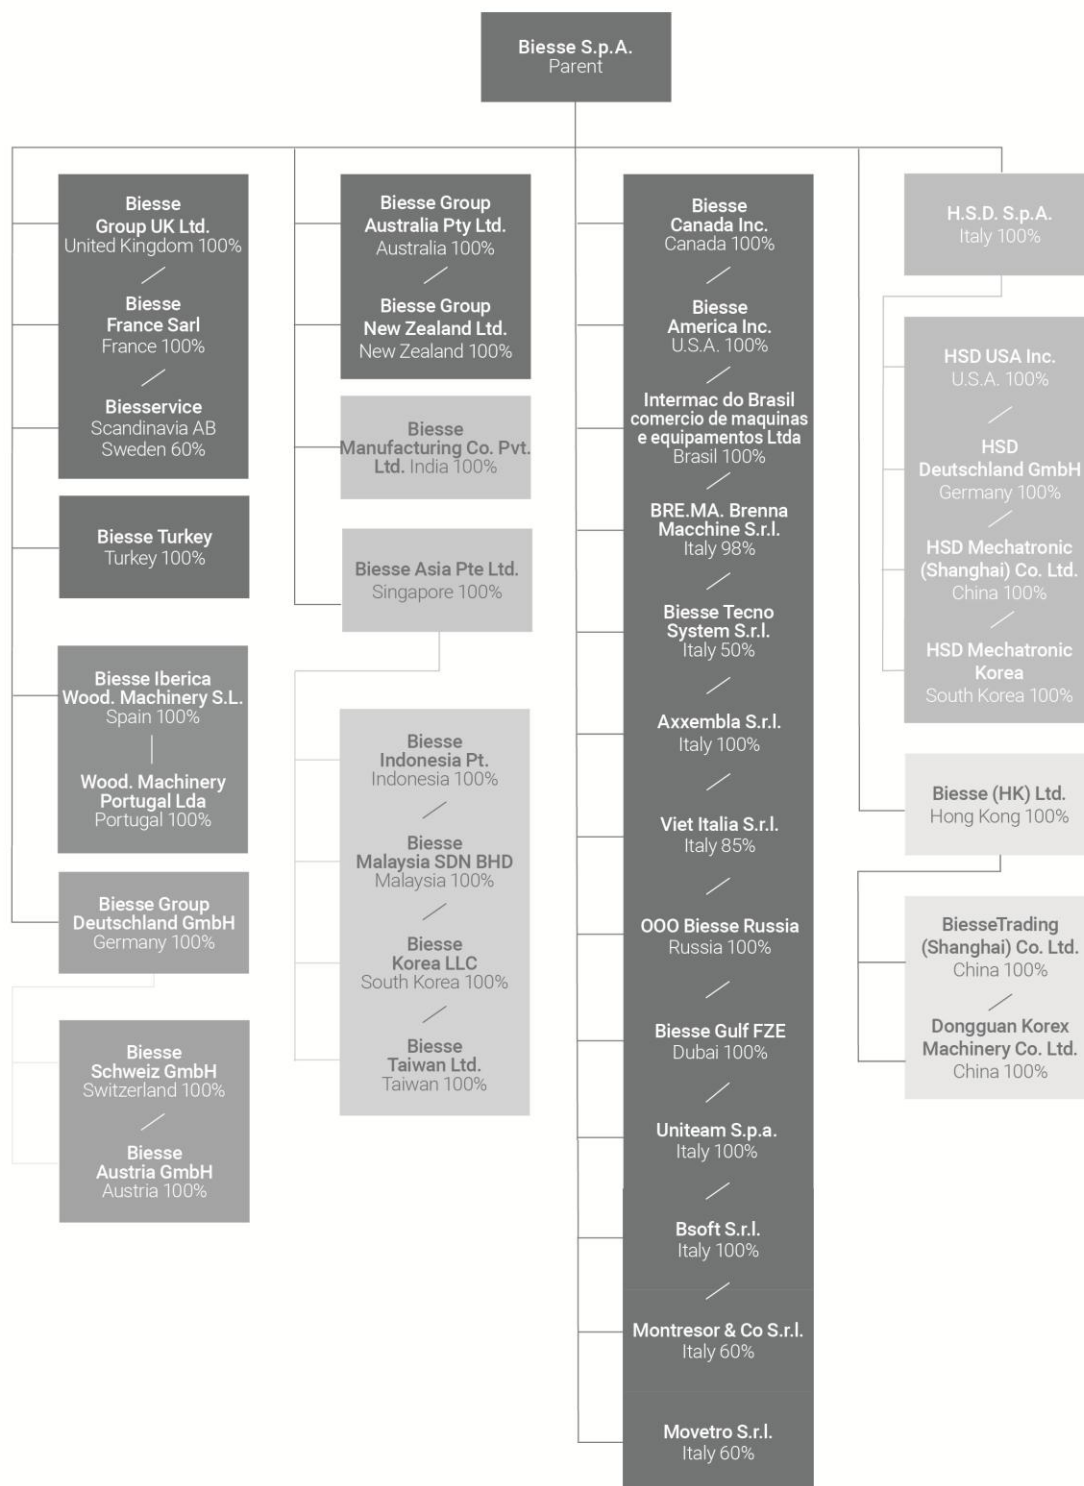 Biesse S.p.A.
Parent
Biesse
Group UK Ltd.
United Kingdom 100%
Biesse
France Sarl
France 100%
Biesservice
Scandinavia AB
Sweden 60%
Biesse Turkey
Turkey 100%
Biesse Iberica
Wood. Machinery S.L.
Spain 100%
Wood. Machinery
Portugal Lda
Portugal 100%
Biesse Group
Deutschland GmbH
Germany 100%
Biesse
Schweiz GmbH
Switzerland 100%
Biesse
Austria GmbH
Austria 100%
Biesse Group
Australia Pty Ltd.
Australia 100%
Biesse Group
New Zealand Ltd.
New Zealand 100%
Biesse
Manufacturing Co. Pvt.
Ltd. India 100%
Biesse Asia Pte Ltd.
Singapore 100%
Biesse
Indonesia Pt.
Indonesia 100%
Biesse
Malaysia SDN BHD
Malaysia 100%
Biesse
Korea LLC
South Korea 100%
Biesse
Taiwan Ltd.
Taiwan 100%
Biesse
Canada Inc.
Canada 100%
Biesse
America Inc.
U.S.A. 100%
Intermac do Brasil
comercio de maquinas
e equipamentos Ltda
Brasil 100%
BRE.MA. Brenna
Macchine S.r.l.
Italy 98%
Biesse Tecno
System S.r.l.
Italy 50%
Axxembla S.r.l.
Italy 100%
Viet Italia S.r.l.
Italy 85%
OOO Biesse Russia
Russia 100%
Biesse Gulf FZE
Dubai 100%
Uniteam S.p.a.
Italy 100%
Bsoft S.r.l.
Italy 100%
Montresor & Co S.r.l.
Italy 60%
Movetro S.r.l.
Italy 60%
H.S.D. S.p.A.
Italy 100%
HSD USA Inc.
U.S.A. 100%
HSD
Deutschland GmbH
Germany 100%
HSD Mechatronic
(Shanghai) Co. Ltd.
China 100%
HSD Mechatronic
Korea
South Korea 100%
Biesse (HK) Ltd.
Hong Kong 100%
BiesseTrading
(Shanghai) Co. Ltd.
China 100%
Dongguan Korex
Machinery Co. Ltd.
China 100%